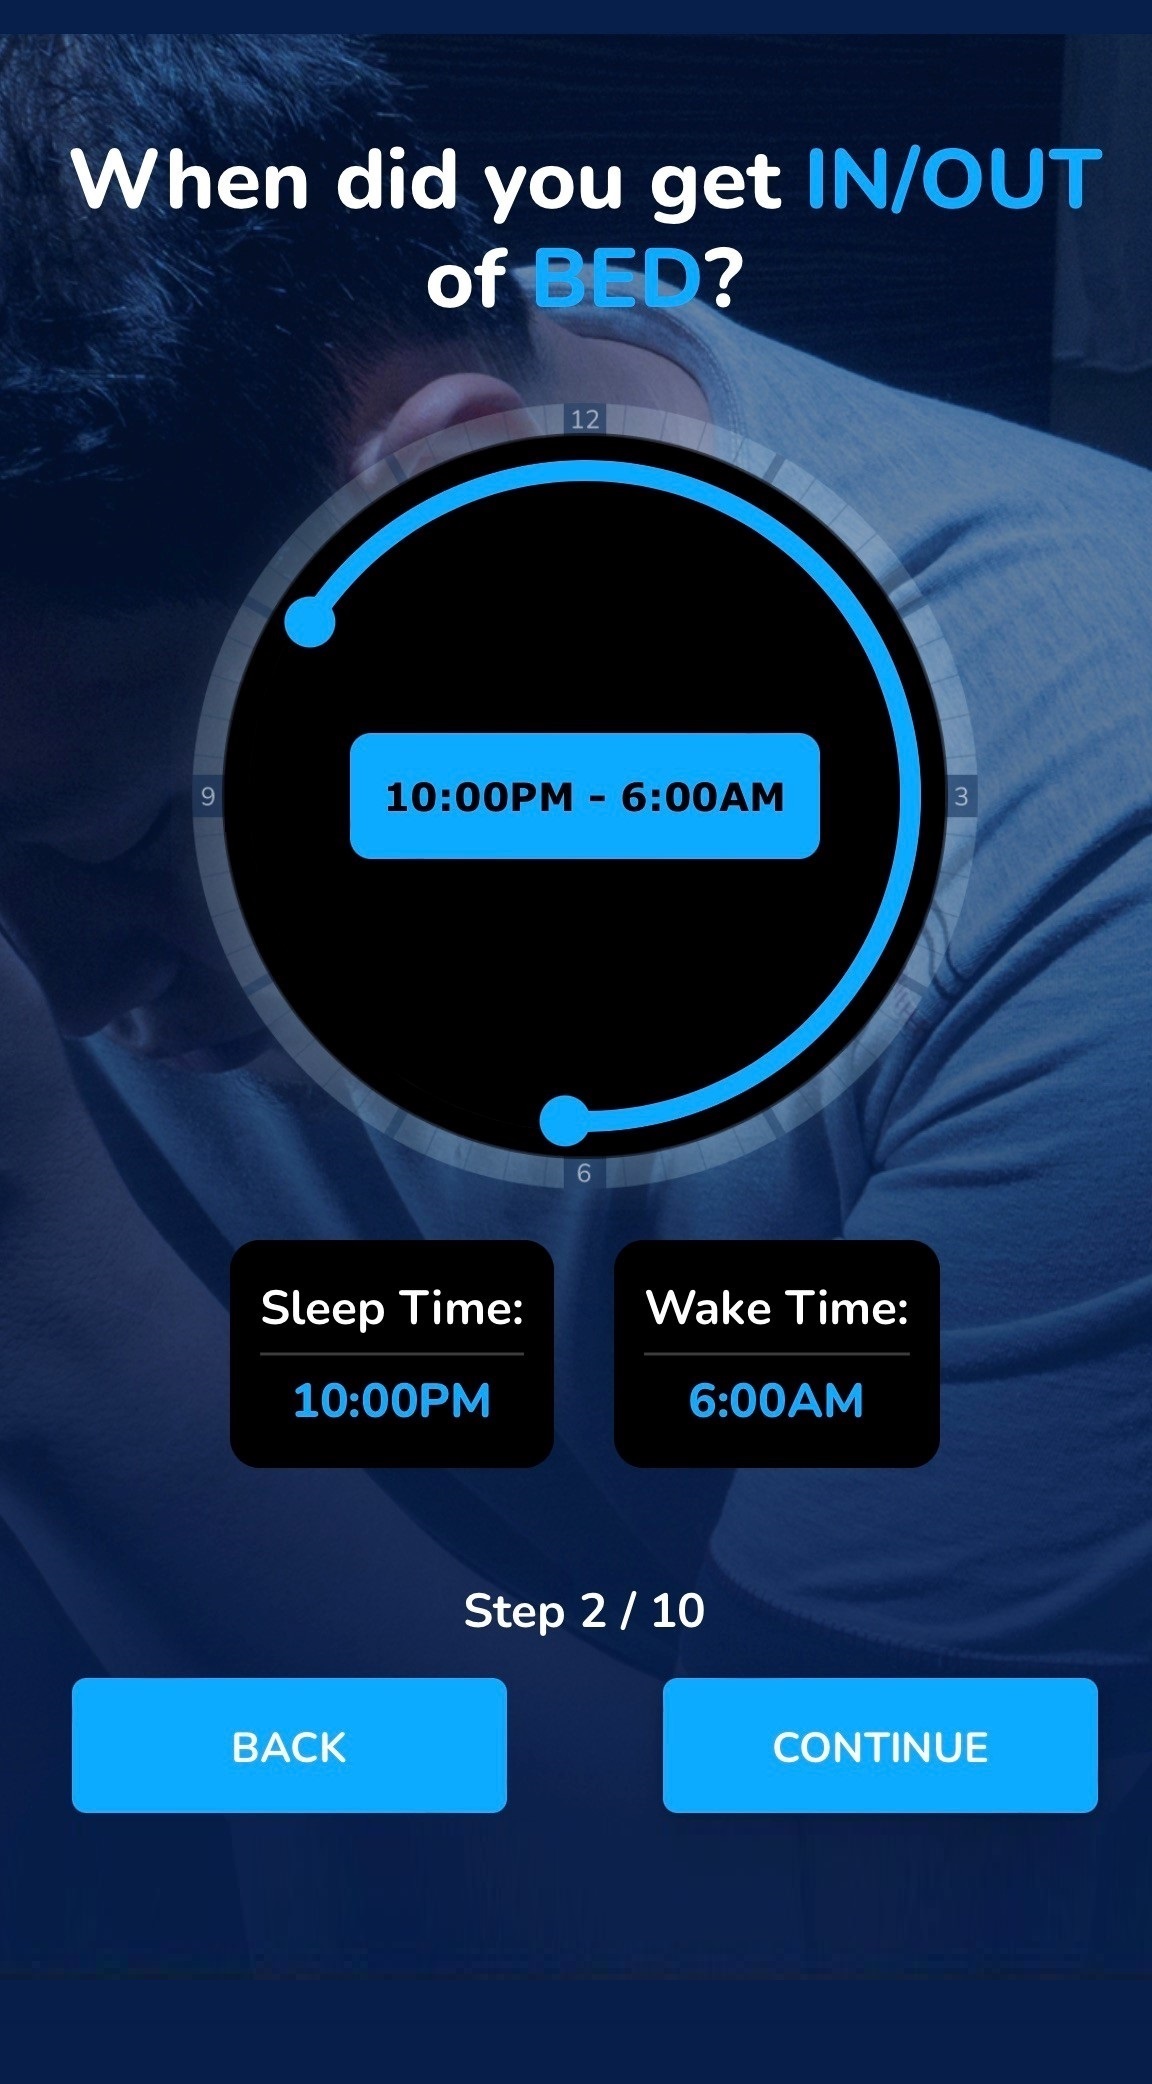 When did you get IN/OUT
of BED?
12
9
10:00PM - 6:00AM
3
6
Sleep Time:
Wake Time:
10:00PM
6:00AM
Step 2 / 10
BACK
CONTINUE